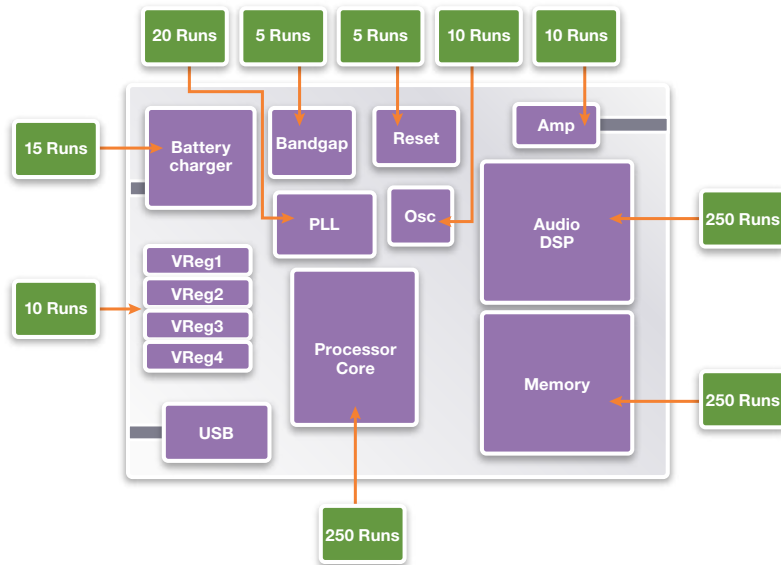 20 Runs
5 Runs
5 Runs
10 Runs
10 Runs
15 Runs
Battery
charger
Bandgap
Reset
Amp
PLL
Osc
Audio
DSP
250 Runs
VReg1
VReg2
VReg3
VReg4
10 Runs
Processor
Core
Memory
250 Runs
USB
250 Runs